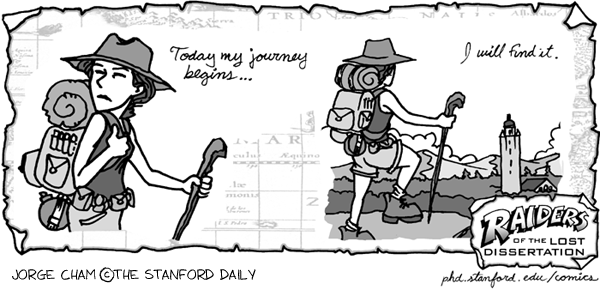 Today my journey
begins...
I will find it.
RAIDERS
OF THE LOST
DISSERTATION
JORGE CHAM ©THE STANFORD DAILY
phd.stanford.edu/comics